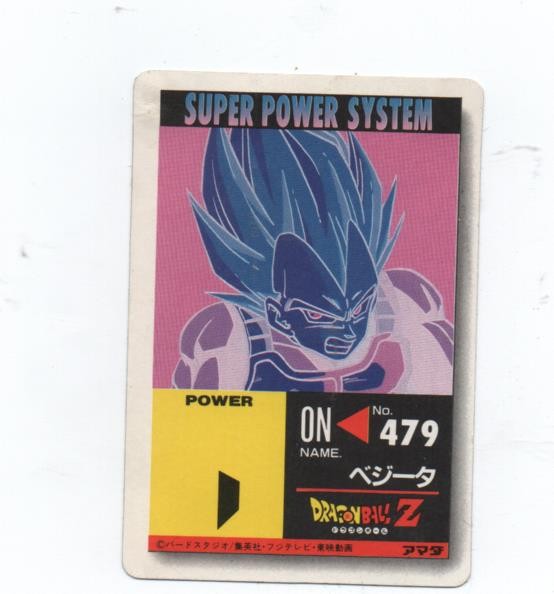 SUPER POWER SYSTEM
POWER
ON
No.
479
NAME.
ベジータ
DRAGONBALL Z
ドラゴンボールZ
©バードスタジオ/集英社・フジテレビ・東映動画
アマダ